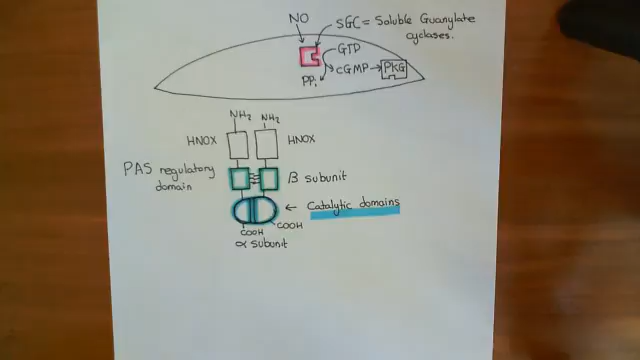 NO
SGC = Soluble Guanylate
cyclases.
GTP
cGMP → PKG
PPi
NH2 NH2
HNOX HNOX
PAS regulatory
domain
β subunit
← Catalytic domains
COOH COOH
α subunit